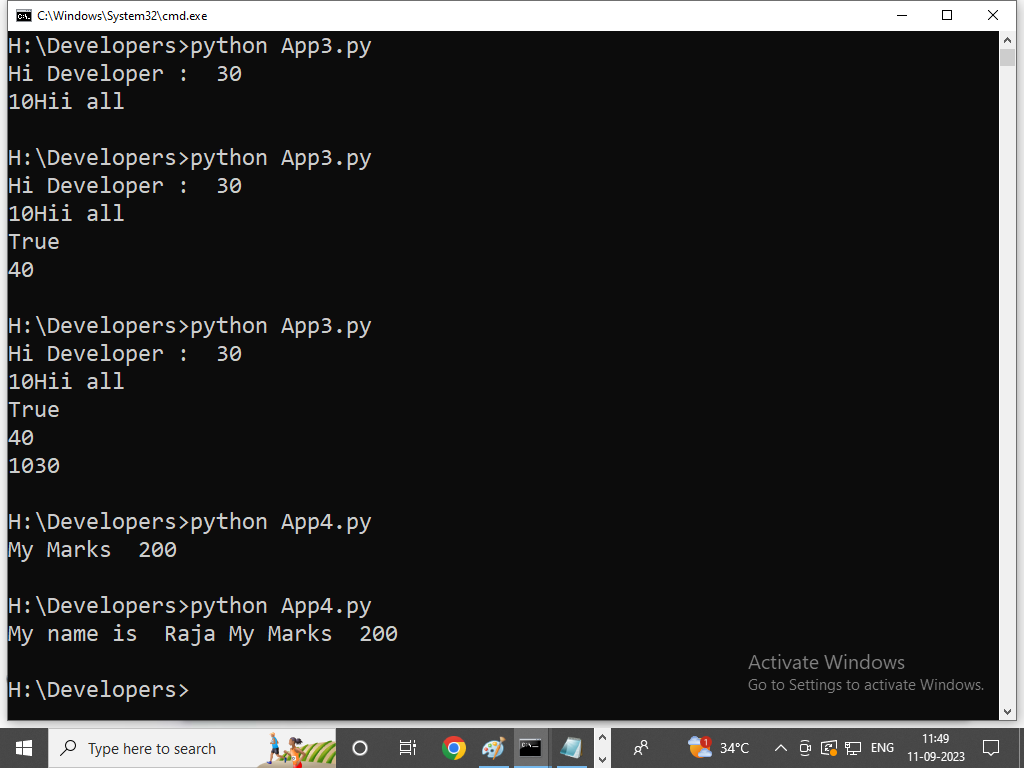 C:\Windows\System32\cmd.exe
H:\Developers>python App3.py
Hi Developer :  30
10Hii all
H:\Developers>python App3.py
Hi Developer :  30
10Hii all
True
40
H:\Developers>python App3.py
Hi Developer :  30
10Hii all
True
40
1030
H:\Developers>python App4.py
My Marks  200
H:\Developers>python App4.py
My name is  Raja My Marks  200
H:\Developers>
Activate Windows
Go to Settings to activate Windows.
Type here to search
1
34°C
ENG
11:49
11-09-2023